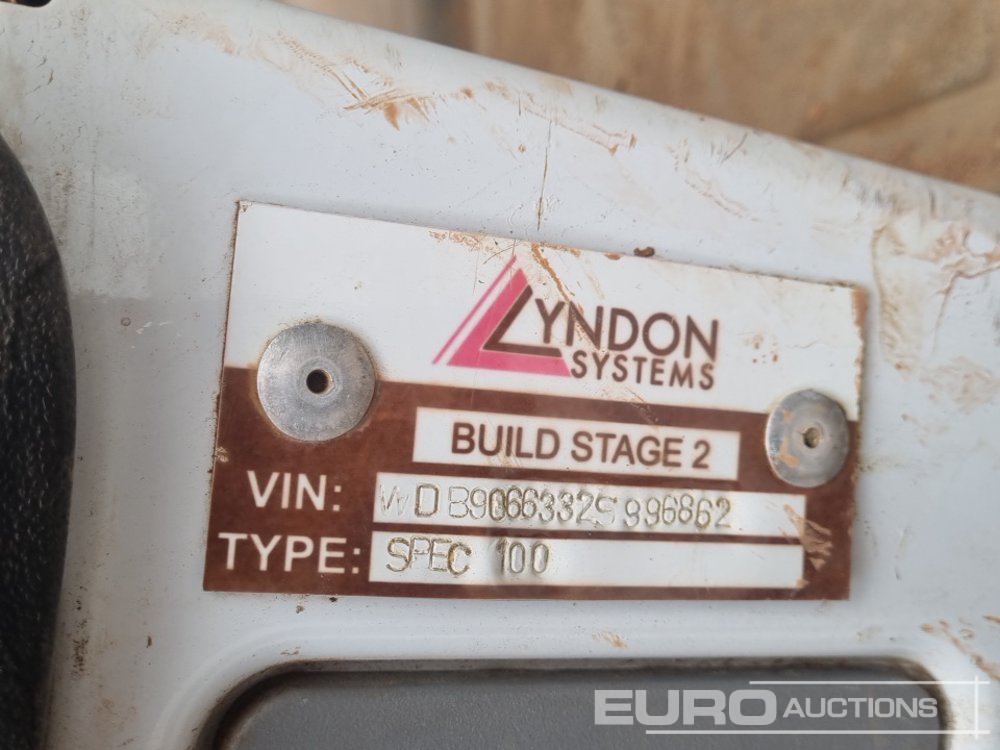 LYNDON
SYSTEMS
BUILD STAGE 2
VIN: WDB9066332S996862
TYPE: SPEC 100
EURO AUCTIONS